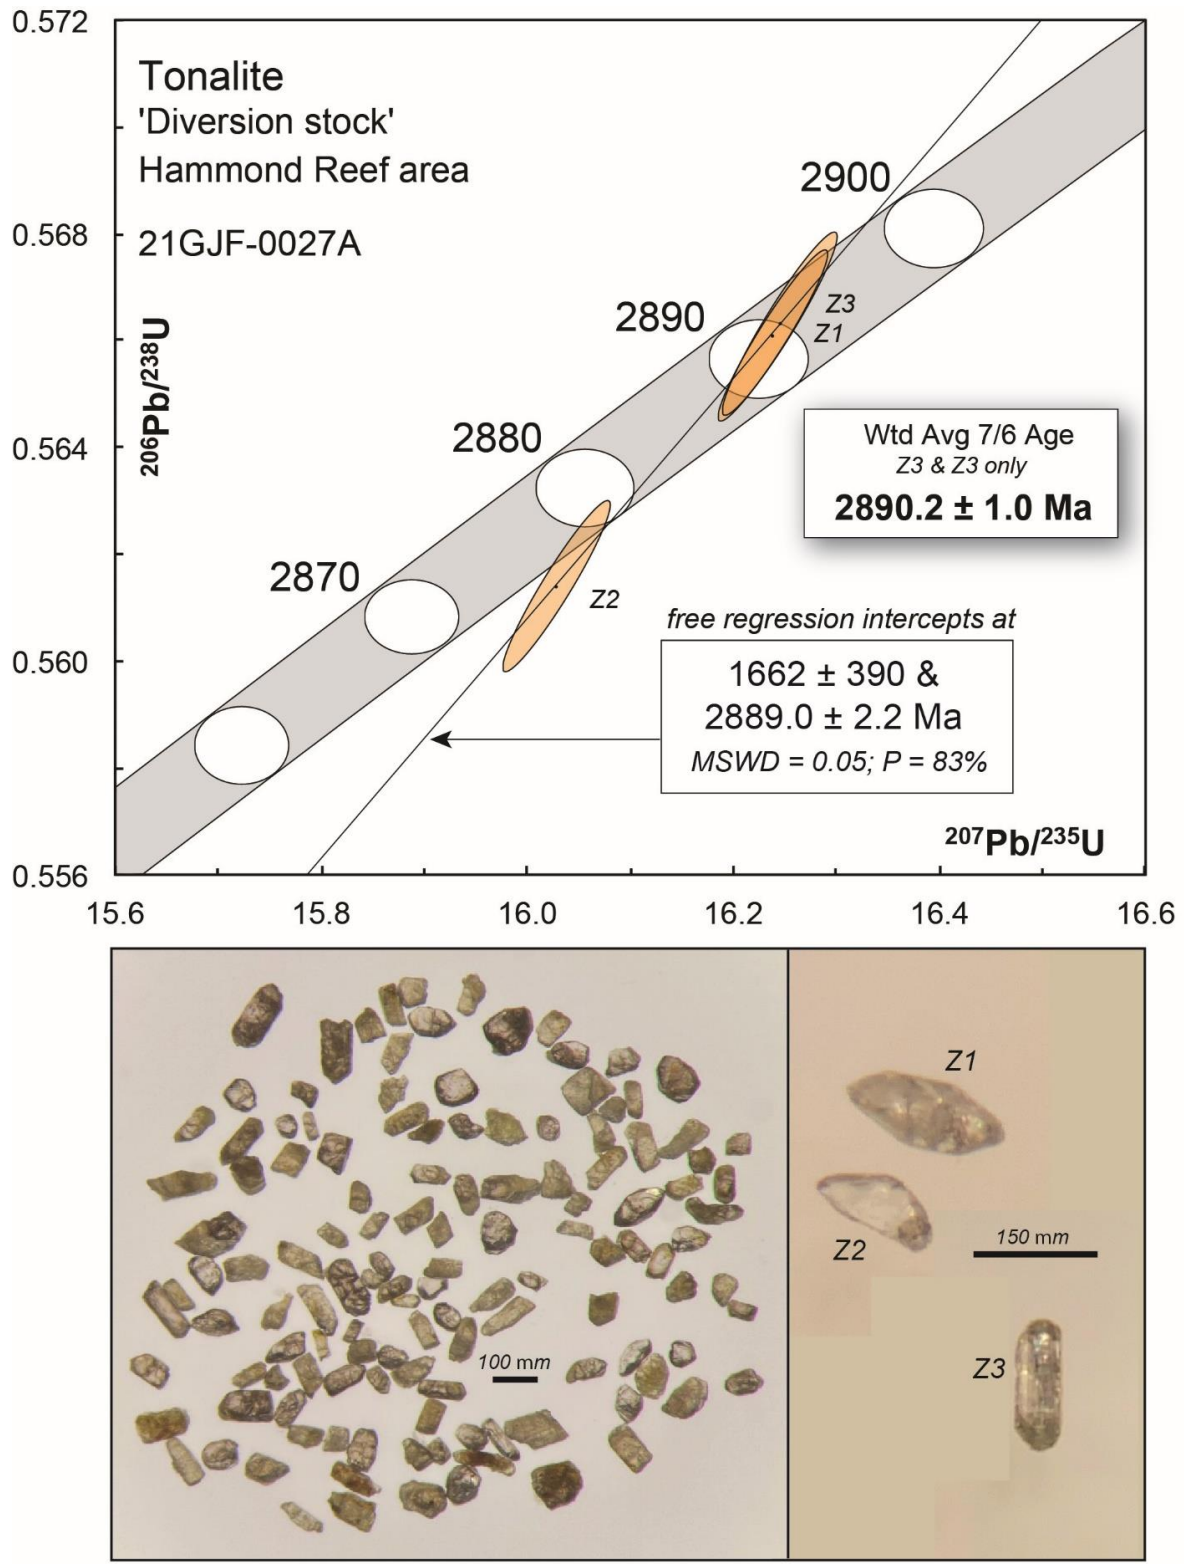 0.572
Tonalite
'Diversion stock'
Hammond Reef area
21GJF-0027A
0.568
0.564
0.560
0.556
206Pb/238U
2900
2890
2880
2870
Z3
Z1
Z2
Wtd Avg 7/6 Age
Z3 & Z3 only
2890.2 ± 1.0 Ma
free regression intercepts at
1662 ± 390 &
2889.0 ± 2.2 Ma
MSWD = 0.05; P = 83%
207Pb/235U
15.6 15.8 16.0 16.2 16.4 16.6
100 mm
Z1
Z2
150 mm
Z3